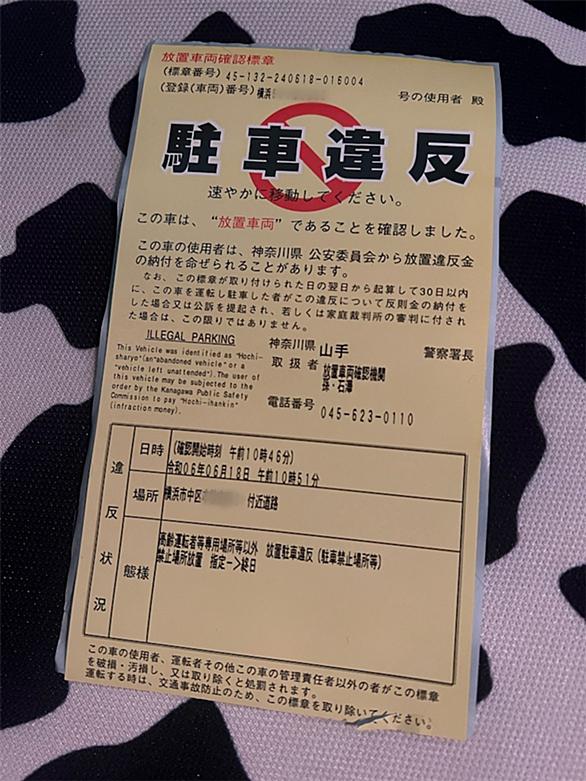 放置車両確認標章
(標章番号) 45-132-240618-016004
(登録(車両)番号) 横浜 号の使用者 殿
駐車違反
速やかに移動してください。
この車は、“放置車両”であることを確認しました。
この車の使用者は、神奈川県 公安委員会から放置違反金
の納付を命ぜられることがあります。
なお、この標章が取り付けられた日の翌日から起算して30日以内
に、この車を運転し駐車した者がこの違反について反則金の納付を
した場合又は公訴を提起され、若しくは家庭裁判所の審判に付され
た場合は、この限りではありません。
ILLEGAL PARKING
This Vehicle was identified as "Hochi-
sharyo"(an"abandoned vehicle" or a
"vehicle left unattended").The user of
this vehicle may be subjected to the
order by the Kanagawa Public Safety
Commission to pay "Hochi-ihankin"
(infraction money).
神奈川県 山手 警察署長
取扱者 放置車両確認機関
孫・石澤
電話番号 045-623-0110
違反状況
日時 (確認開始時刻 午前10時46分)
令和06年06月18日 午前10時51分
場所 横浜市中区 付近道路
態様 高齢運転者等専用場所等以外 放置駐車違反(駐車禁止場所等)
禁止場所放置 指定ー>終日
この車の使用者、運転者その他この車の管理責任者以外の者がこの標章
を破損・汚損し、又は取り除くと処罰されます。
運転する時は、交通事故防止のため、この標章を取り除いてください。